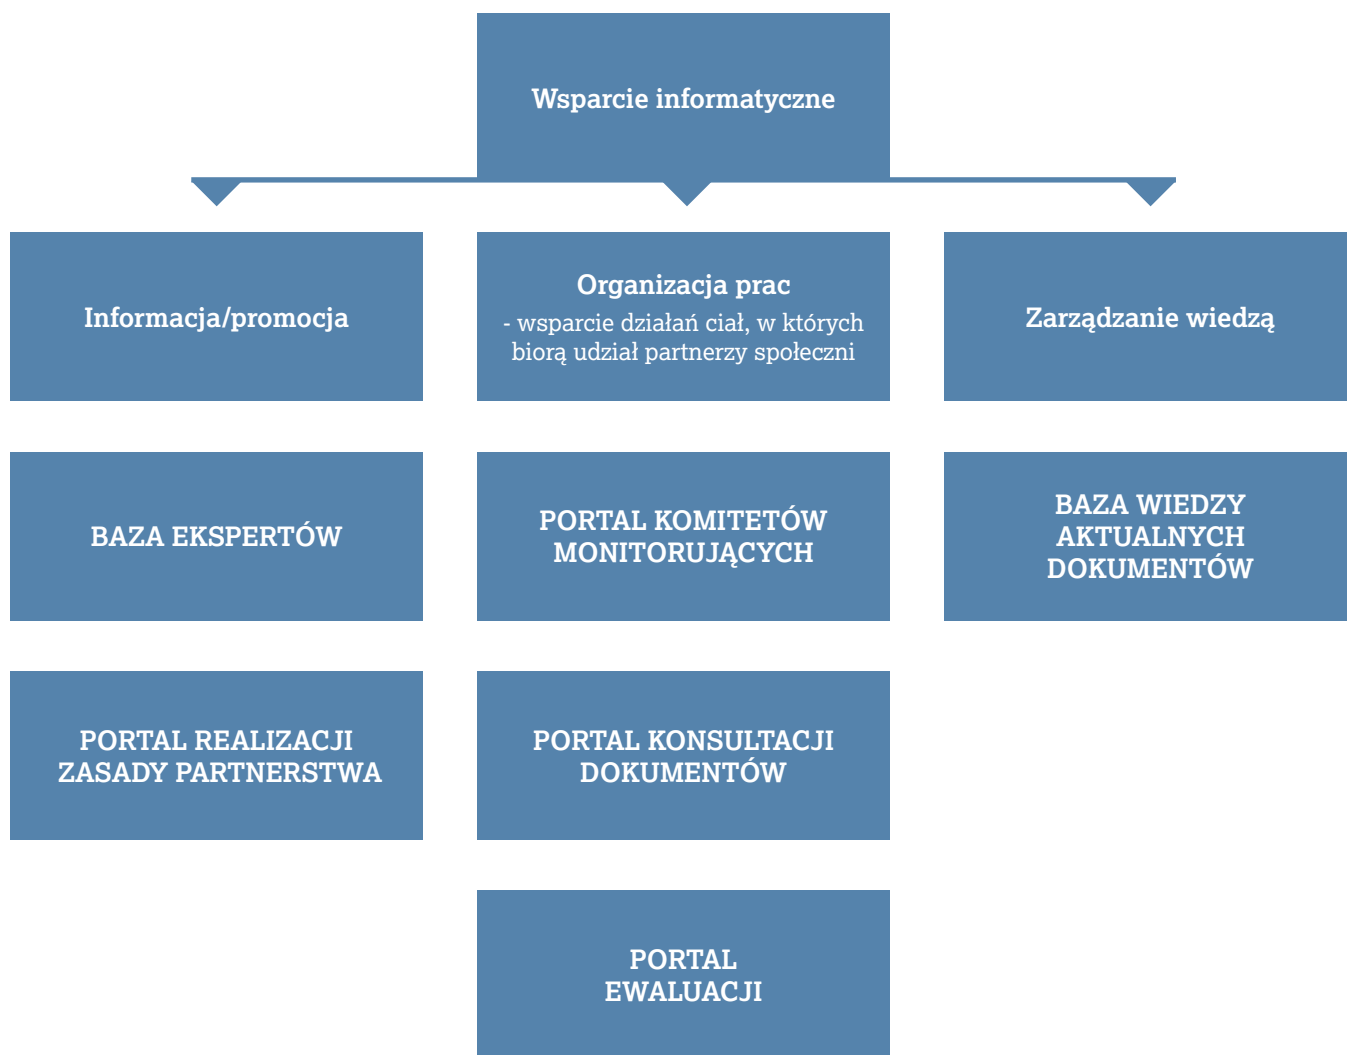 Wsparcie informatyczne
Informacja/promocja
Organizacja prac
- wsparcie działań ciał, w których
biorą udział partnerzy społeczni
Zarządzanie wiedzą
BAZA EKSPERTÓW
PORTAL KOMITETÓW
MONITORUJĄCYCH
BAZA WIEDZY
AKTUALNYCH
DOKUMENTÓW
PORTAL REALIZACJI
ZASADY PARTNERSTWA
PORTAL KONSULTACJI
DOKUMENTÓW
PORTAL
EWALUACJI